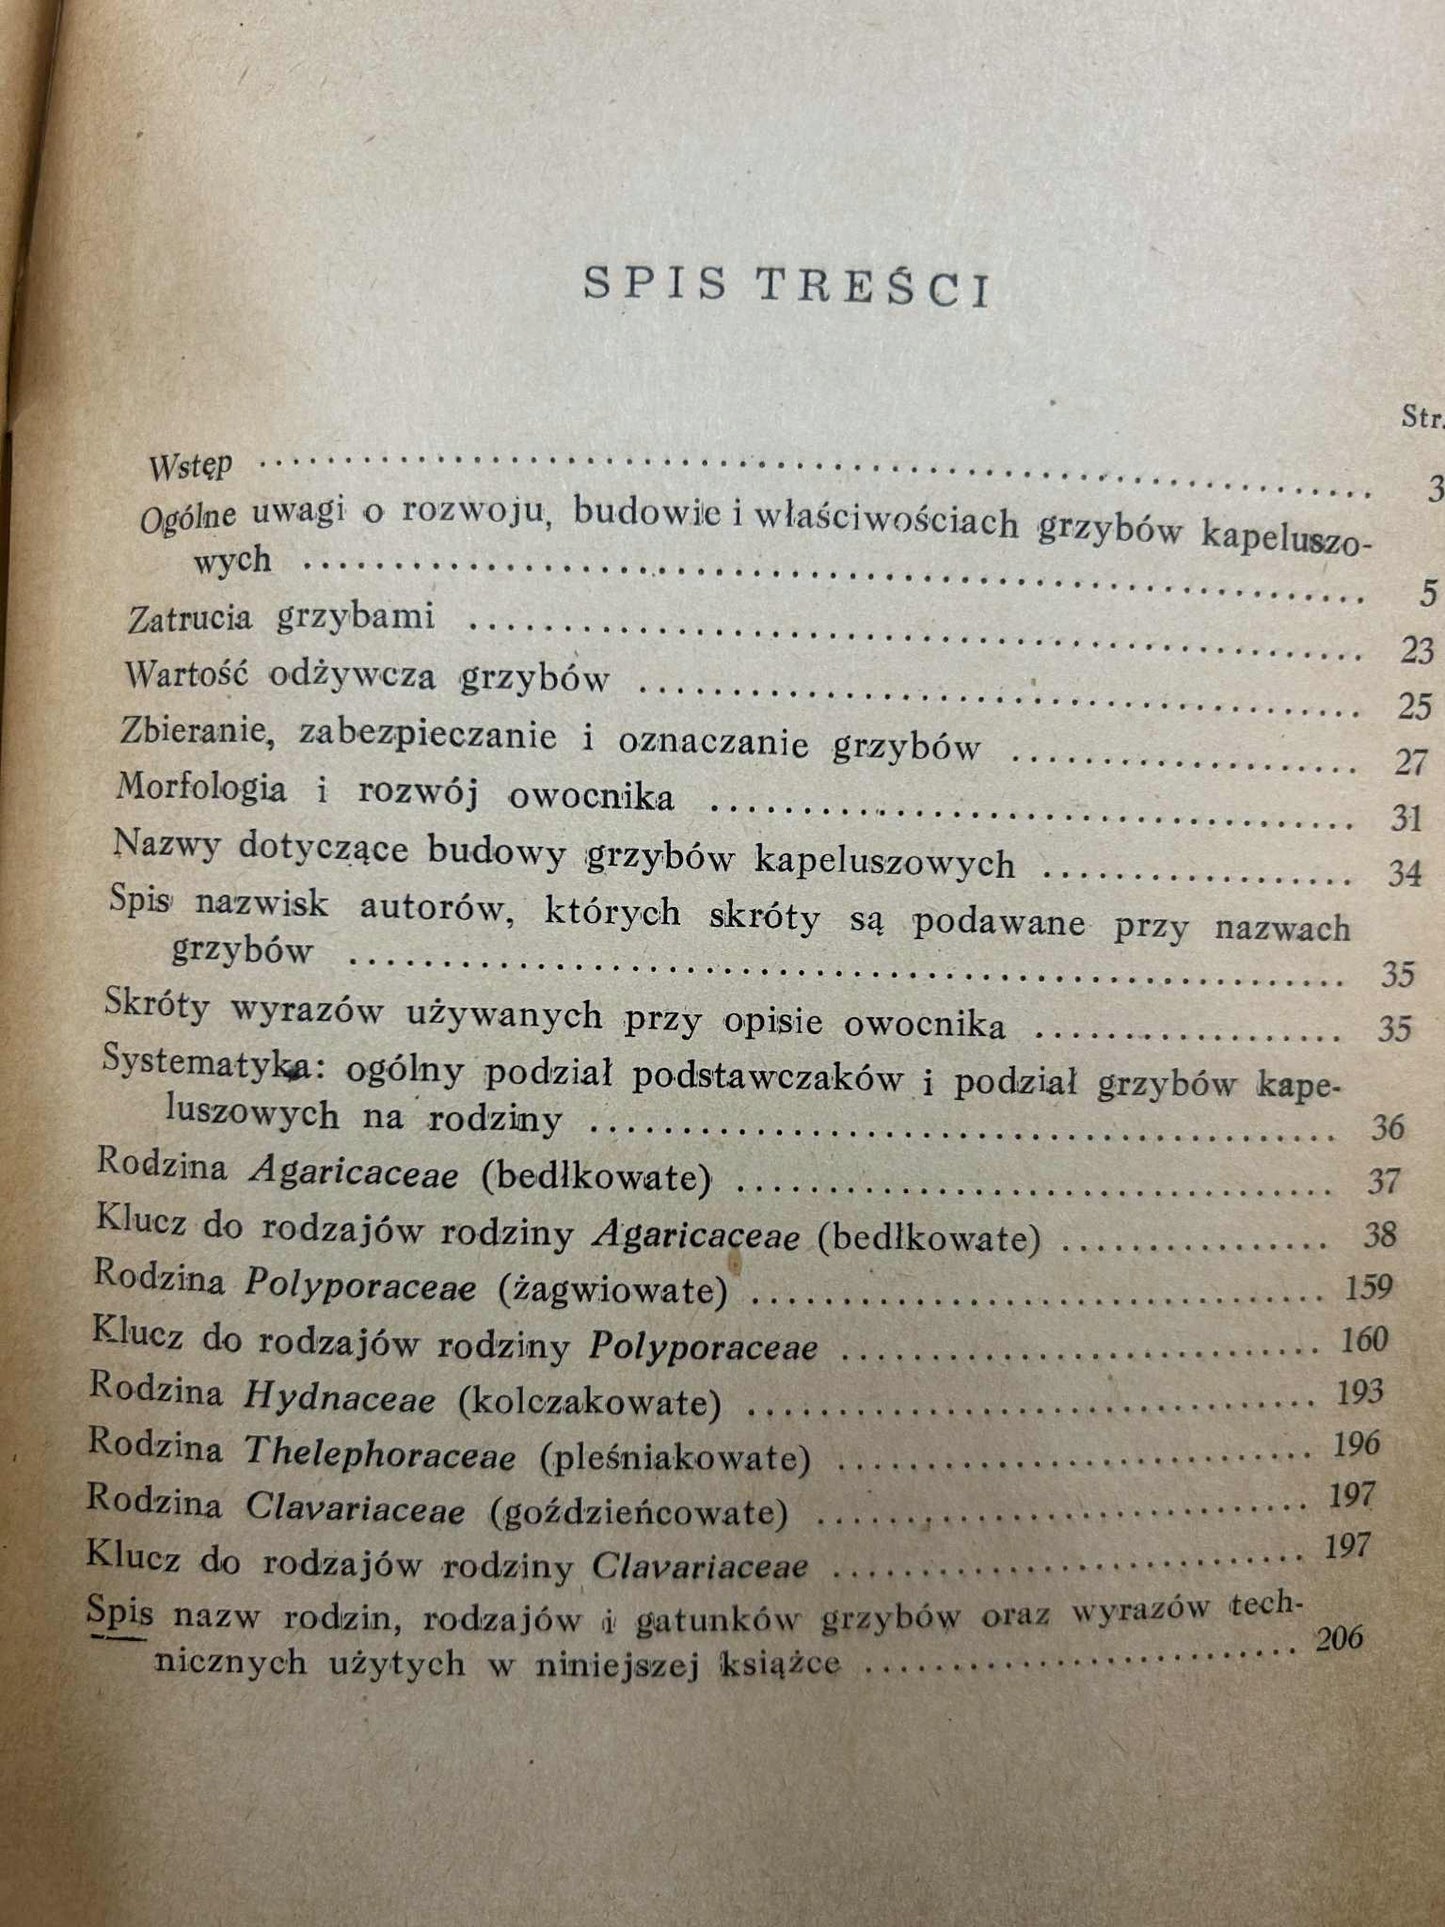 SPIS TREŚCI
Str.
Wstęp ........................................ 3
Ogólne uwagi o rozwoju, budowie i właściwościach grzybów kapeluszo-
wych ........................................ 5
Zatrucia grzybami ........................................ 23
Wartość odżywcza grzybów ........................................ 25
Zbieranie, zabezpieczanie i oznaczanie grzybów .................... 27
Morfologia i rozwój owocnika .................................... 31
Nazwy dotyczące budowy grzybów kapeluszowych .................. 34
Spis nazwisk autorów, których skróty są podawane przy nazwach
grzybów ........................................ 35
Skróty wyrazów używanych przy opisie owocnika .................. 35
Systematyka: ogólny podział podstawczaków i podział grzybów kape-
luszowych na rodziny ........................................ 36
Rodzina Agaricaceae (bedłkowate) .................................. 37
Klucz do rodzajów rodziny Agaricaceae (bedłkowate) ................ 38
Rodzina Polyporaceae (żagwiowate) ................................ 159
Klucz do rodzajów rodziny Polyporaceae ........................... 160
Rodzina Hydnaceae (kolczakowate) ................................ 193
Rodzina Thelephoraceae (pleśniakowate) ........................... 196
Rodzina Clavariaceae (goździeńcowate) ............................ 197
Klucz do rodzajów rodziny Clavariaceae ........................... 197
Spis nazw rodzin, rodzajów i gatunków grzybów oraz wyrazów tech-
nicznych użytych w niniejszej książce ......................... 206